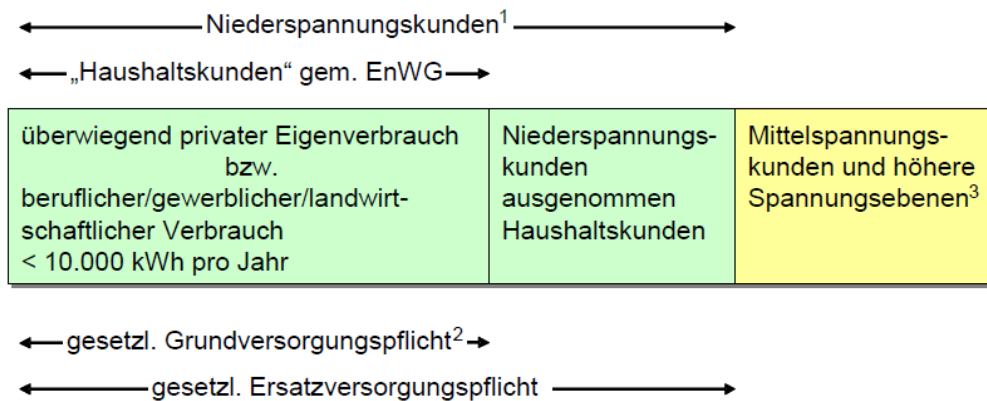 Niederspannungskunden¹
„Haushaltskunden“ gem. EnWG
überwiegend privater Eigenverbrauch
bzw.
beruflicher/gewerblicher/landwirt-
schaftlicher Verbrauch
< 10.000 kWh pro Jahr
Niederspannungs-
kunden
ausgenommen
Haushaltskunden
Mittelspannungs-
kunden und höhere
Spannungsebenen³
gesetzl. Grundversorgungspflicht²
gesetzl. Ersatzversorgungspflicht